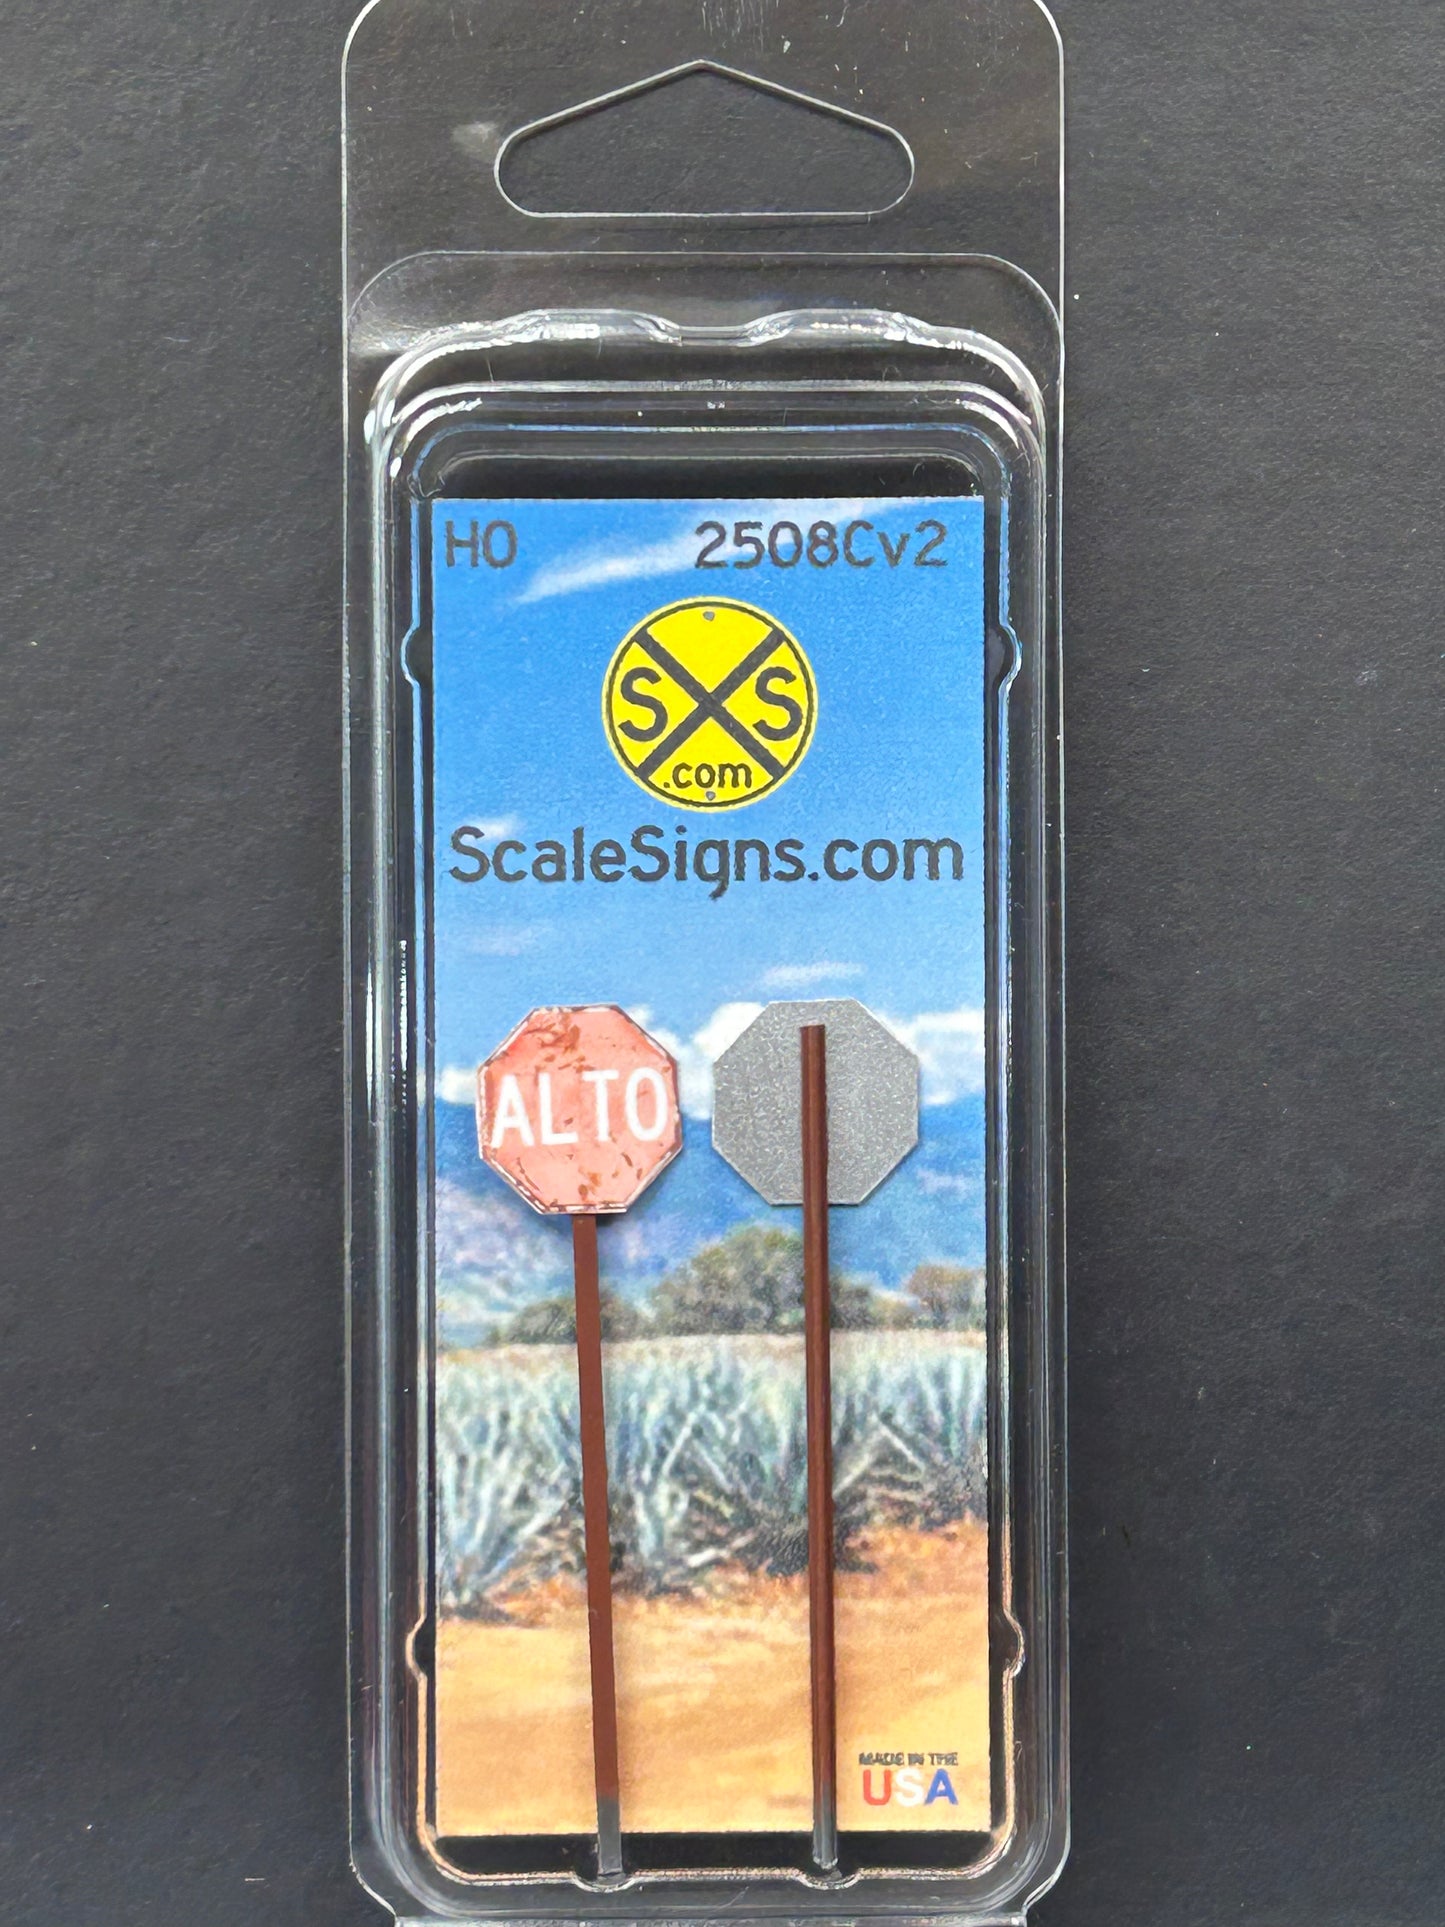 HO 2508Cv2
S S
.com
ScaleSigns.com
ALTO
MADE IN THE
USA